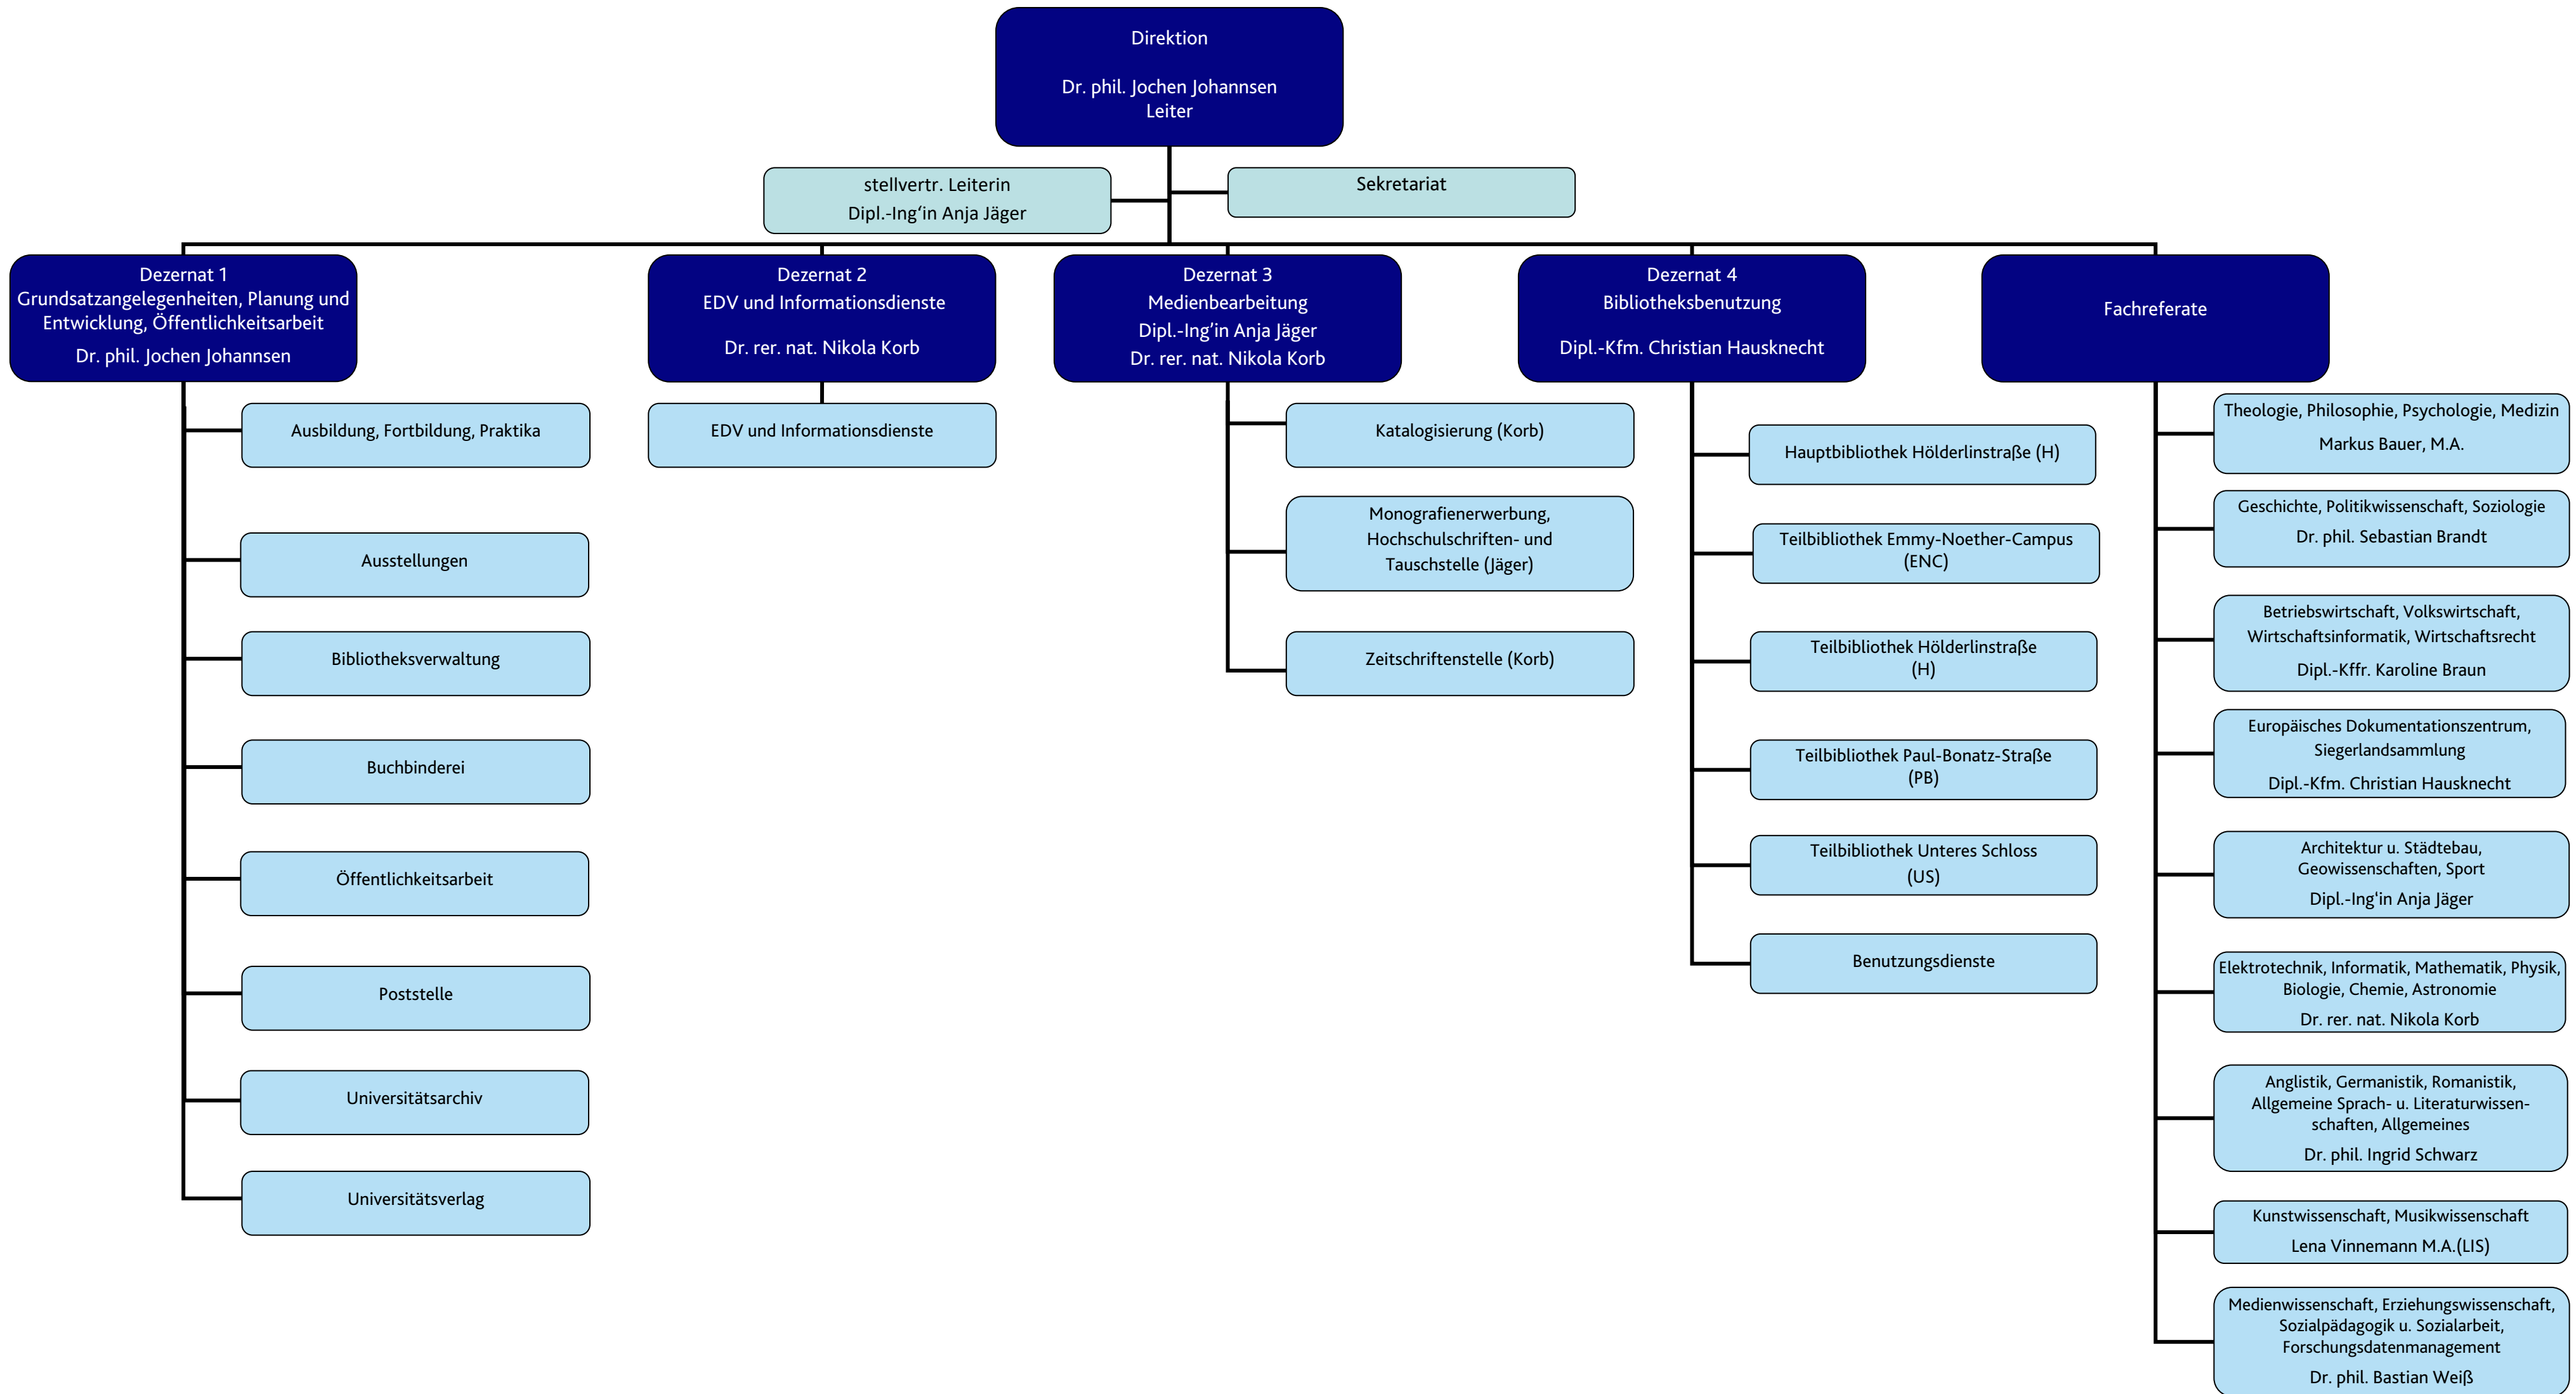 Direktion
Dr. phil. Jochen Johannsen
Leiter
stellvertr. Leiterin
Dipl.-Ing‘in Anja Jäger
Sekretariat
Dezernat 1
Grundsatzangelegenheiten, Planung und
Entwicklung, Öffentlichkeitsarbeit
Dr. phil. Jochen Johannsen
Dezernat 2
EDV und Informationsdienste
Dr. rer. nat. Nikola Korb
Dezernat 3
Medienbearbeitung
Dipl.-Ing’in Anja Jäger
Dr. rer. nat. Nikola Korb
Dezernat 4
Bibliotheksbenutzung
Dipl.-Kfm. Christian Hausknecht
Fachreferate
Ausbildung, Fortbildung, Praktika
Ausstellungen
Bibliotheksverwaltung
Buchbinderei
Öffentlichkeitsarbeit
Poststelle
Universitätsarchiv
Universitätsverlag
EDV und Informationsdienste
Katalogisierung (Korb)
Monografienerwerbung,
Hochschulschriften- und
Tauschstelle (Jäger)
Zeitschriftenstelle (Korb)
Hauptbibliothek Hölderlinstraße (H)
Teilbibliothek Emmy-Noether-Campus
(ENC)
Teilbibliothek Hölderlinstraße
(H)
Teilbibliothek Paul-Bonatz-Straße
(PB)
Teilbibliothek Unteres Schloss
(US)
Benutzungsdienste
Theologie, Philosophie, Psychologie, Medizin
Markus Bauer, M.A.
Geschichte, Politikwissenschaft, Soziologie
Dr. phil. Sebastian Brandt
Betriebswirtschaft, Volkswirtschaft,
Wirtschaftsinformatik, Wirtschaftsrecht
Dipl.-Kffr. Karoline Braun
Europäisches Dokumentationszentrum,
Siegerlandsammlung
Dipl.-Kfm. Christian Hausknecht
Architektur u. Städtebau,
Geowissenschaften, Sport
Dipl.-Ing‘in Anja Jäger
Elektrotechnik, Informatik, Mathematik, Physik,
Biologie, Chemie, Astronomie
Dr. rer. nat. Nikola Korb
Anglistik, Germanistik, Romanistik,
Allgemeine Sprach- u. Literaturwissen-
schaften, Allgemeines
Dr. phil. Ingrid Schwarz
Kunstwissenschaft, Musikwissenschaft
Lena Vinnemann M.A.(LIS)
Medienwissenschaft, Erziehungswissenschaft,
Sozialpädagogik u. Sozialarbeit,
Forschungsdatenmanagement
Dr. phil. Bastian Weiß